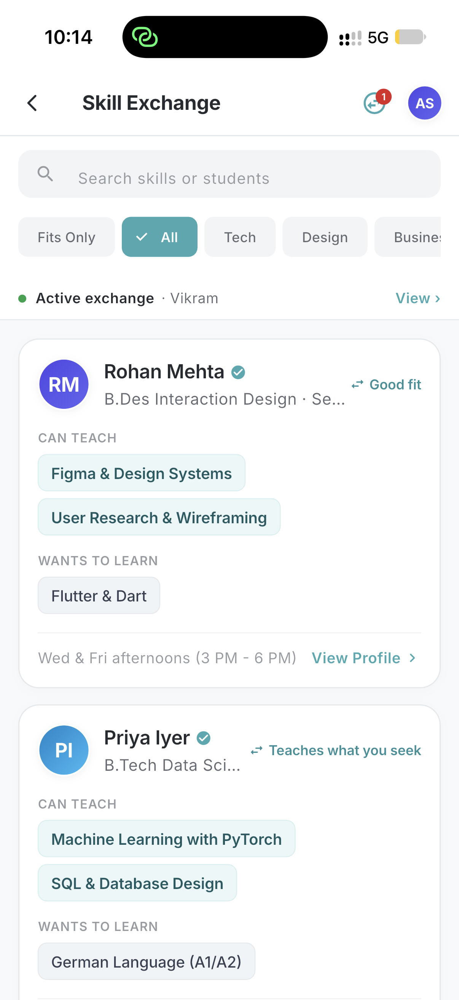 10:14
5G
Skill Exchange
1
AS
Search skills or students
Fits Only
All
Tech
Design
Busines
Active exchange · Vikram
View ›
RM
Rohan Mehta
B.Des Interaction Design · Se...
Good fit
CAN TEACH
Figma & Design Systems
User Research & Wireframing
WANTS TO LEARN
Flutter & Dart
Wed & Fri afternoons (3 PM - 6 PM)
View Profile
PI
Priya Iyer
B.Tech Data Sci...
Teaches what you seek
CAN TEACH
Machine Learning with PyTorch
SQL & Database Design
WANTS TO LEARN
German Language (A1/A2)